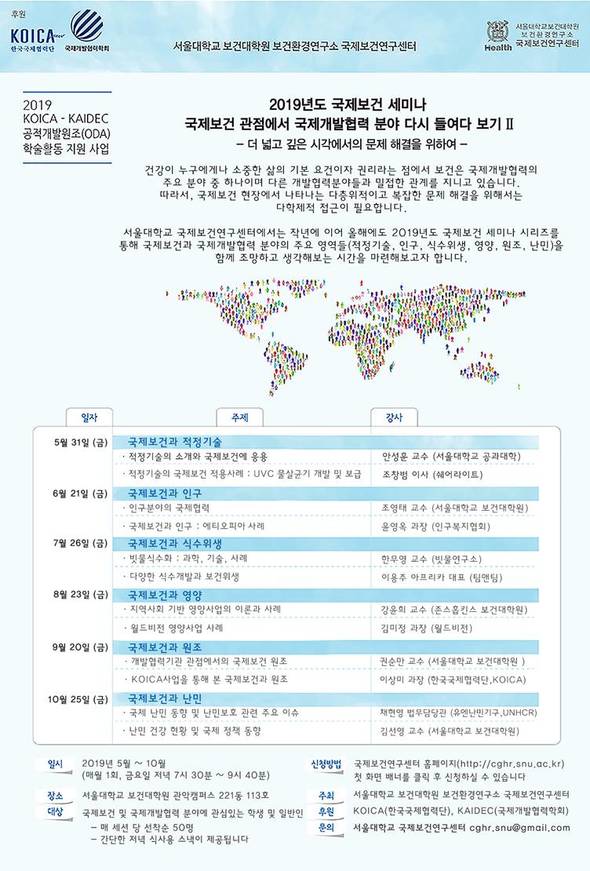 후원
KOICA
한국국제협력단
국제개발협력학회
서울대학교 보건대학원 보건환경연구소 국제보건연구센터
Health
서울대학교보건대학원
보건환경연구소
국제보건연구센터
2019
KOICA - KAIDEC
공적개발원조(ODA)
학술활동 지원 사업
2019년도 국제보건 세미나
국제보건 관점에서 국제개발협력 분야 다시 들여다 보기 II
– 더 넓고 깊은 시각에서의 문제 해결을 위하여 –
건강이 누구에게나 소중한 삶의 기본 요건이자 권리라는 점에서 보건은 국제개발협력의
주요 분야 중 하나이며 다른 개발협력분야들과 밀접한 관계를 지니고 있습니다.
따라서, 국제보건 현장에서 나타나는 다층위적이고 복잡한 문제 해결을 위해서는
다학제적 접근이 필요합니다.
서울대학교 국제보건연구센터에서는 작년에 이어 올해에도 2019년도 국제보건 세미나 시리즈를
통해 국제보건과 국제개발협력 분야의 주요 영역들(적정기술, 인구, 식수위생, 영양, 원조, 난민)을
함께 조망하고 생각해보는 시간을 마련해보고자 합니다.
일자 주제 강사
5월 31일 (금) 국제보건과 적정기술
· 적정기술의 소개와 국제보건에 응용 안성훈 교수 (서울대학교 공과대학)
· 적정기술의 국제보건 적용사례 : UVC 물살균기 개발 및 보급 조창범 이사 (쉐어라이트)
6월 21일 (금) 국제보건과 인구
· 인구분야의 국제협력 조영태 교수 (서울대학교 보건대학원)
· 국제보건과 인구 : 에티오피아 사례 윤영옥 과장 (인구복지협회)
7월 26일 (금) 국제보건과 식수위생
· 빗물식수화 : 과학, 기술, 사례 한무영 교수 (빗물연구소)
· 다양한 식수개발과 보건위생 이용주 아프리카 대표 (팀앤팀)
8월 23일 (금) 국제보건과 영양
· 지역사회 기반 영양사업의 이론과 사례 강윤희 교수 (존스홉킨스 보건대학원)
· 월드비전 영양사업 사례 김미정 과장 (월드비전)
9월 20일 (금) 국제보건과 원조
· 개발협력기관 관점에서의 국제보건 원조 권순만 교수 (서울대학교 보건대학원 )
· KOICA사업을 통해 본 국제보건과 원조 이상미 과장 (한국국제협력단,KOICA)
10월 25일 (금) 국제보건과 난민
· 국제 난민 동향 및 난민보호 관련 주요 이슈 채현영 법무담당관 (유엔난민기구,UNHCR)
· 난민 건강 현황 및 국제 정책 동향 김선영 교수 (서울대학교 보건대학원)
일시 2019년 5월 ~ 10월
(매월 1회, 금요일 저녁 7시 30분 ~ 9시 40분)
장소 서울대학교 보건대학원 관악캠퍼스 221동 113호
대상 국제보건 및 국제개발협력 분야에 관심있는 학생 및 일반인
– 매 세션 당 선착순 50명
– 간단한 저녁 식사용 스낵이 제공됩니다
신청방법 국제보건연구센터 홈페이지(http://cghr.snu.ac.kr)
첫 화면 배너를 클릭 후 신청하실 수 있습니다
주최 서울대학교 보건대학원 보건환경연구소 국제보건연구센터
후원 KOICA(한국국제협력단), KAIDEC(국제개발협력학회)
문의 서울대학교 국제보건연구센터 cghr.snu@gmail.com